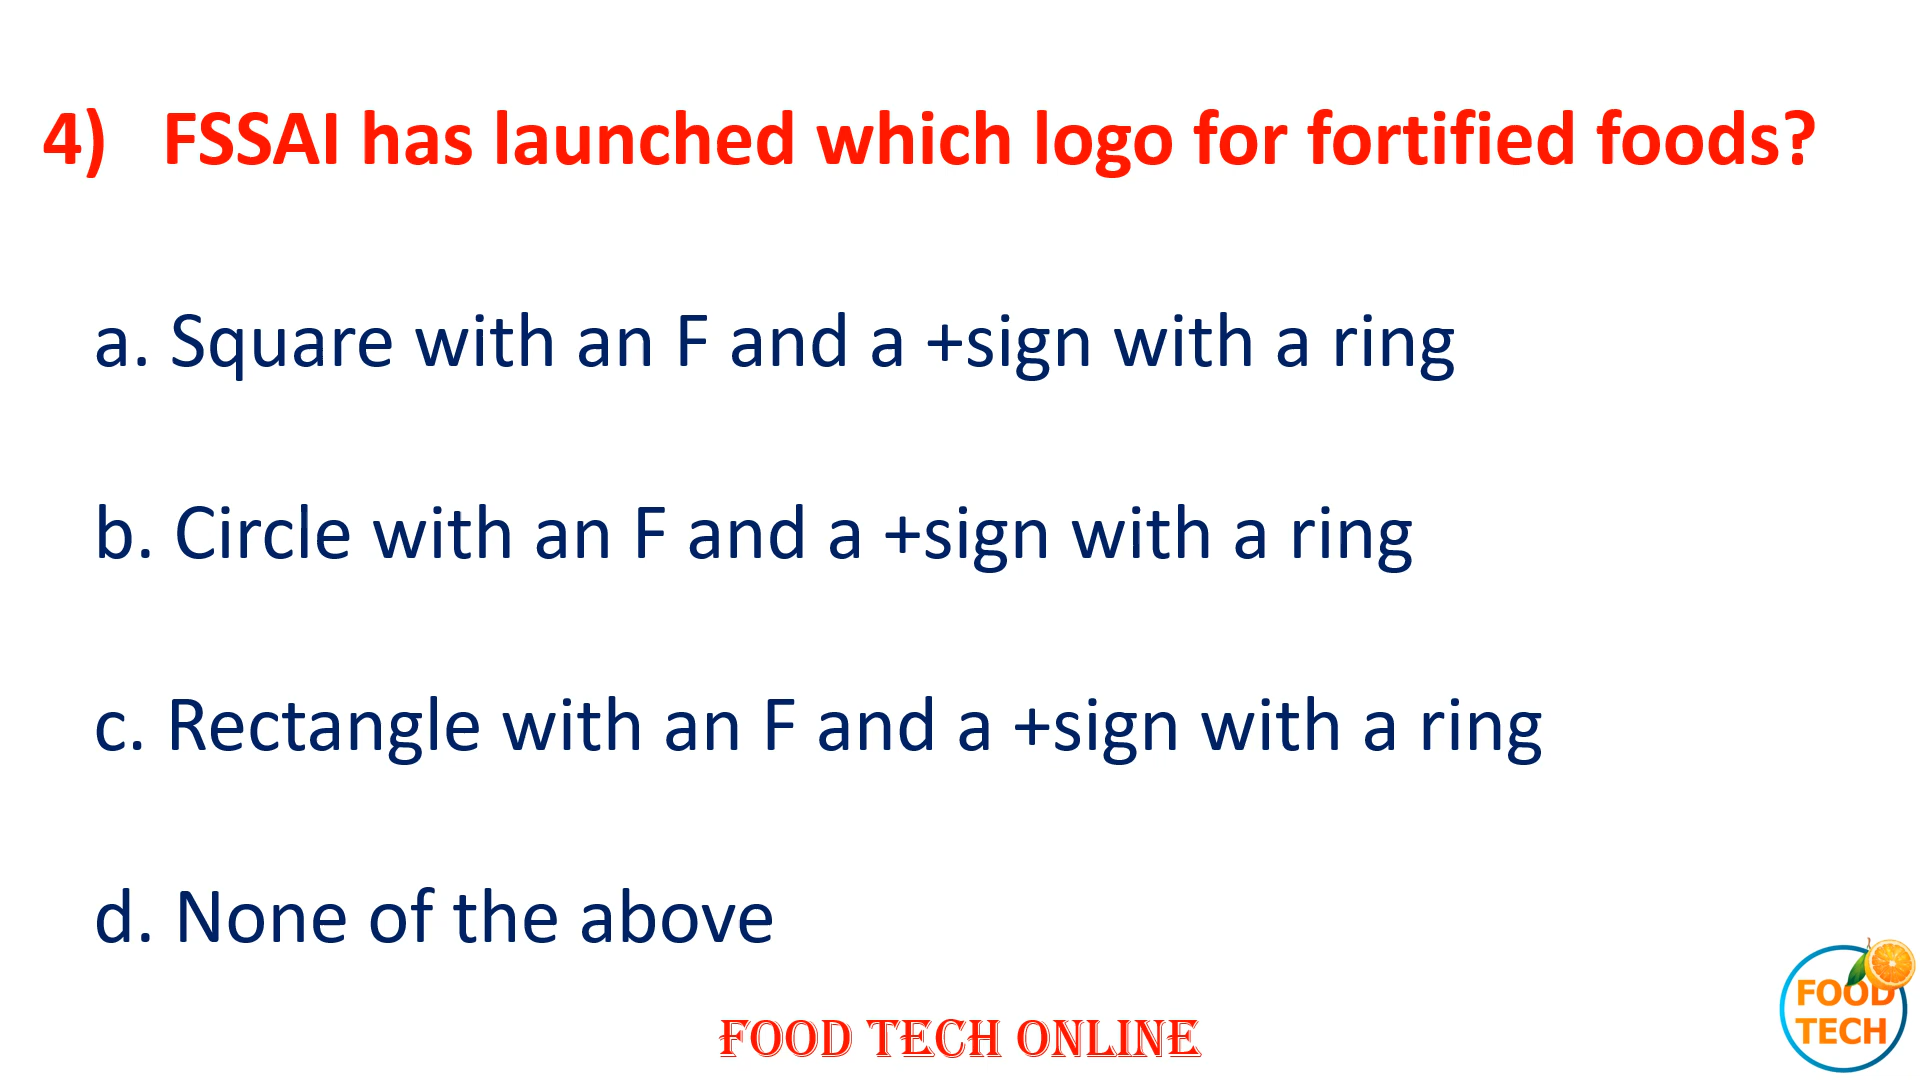 4) FSSAI has launched which logo for fortified foods?
a. Square with an F and a +sign with a ring
b. Circle with an F and a +sign with a ring
c. Rectangle with an F and a +sign with a ring
d. None of the above
FOOD TECH ONLINE
FOOD
TECH